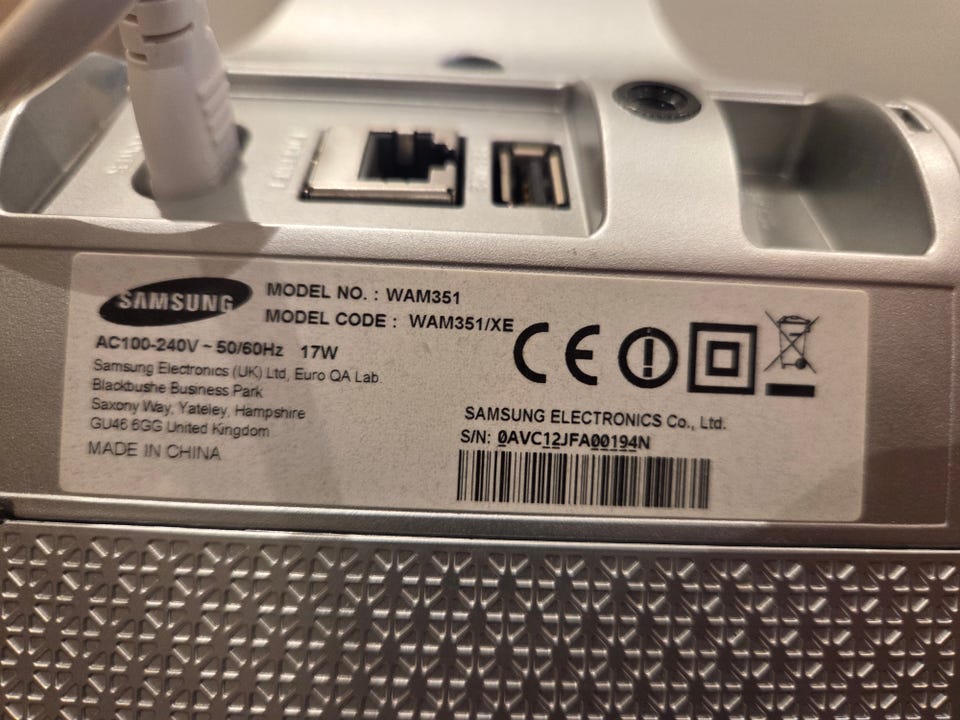 SAMSUNG
MODEL NO. : WAM351
MODEL CODE : WAM351/XE
AC100-240V ~ 50/60Hz 17W
Samsung Electronics (UK) Ltd, Euro QA Lab.
Blackbushe Business Park
Saxony Way, Yateley, Hampshire
GU46 6GG United Kingdom
MADE IN CHINA
CE
SAMSUNG ELECTRONICS Co., Ltd.
S/N: 0AVC12JFA00194N